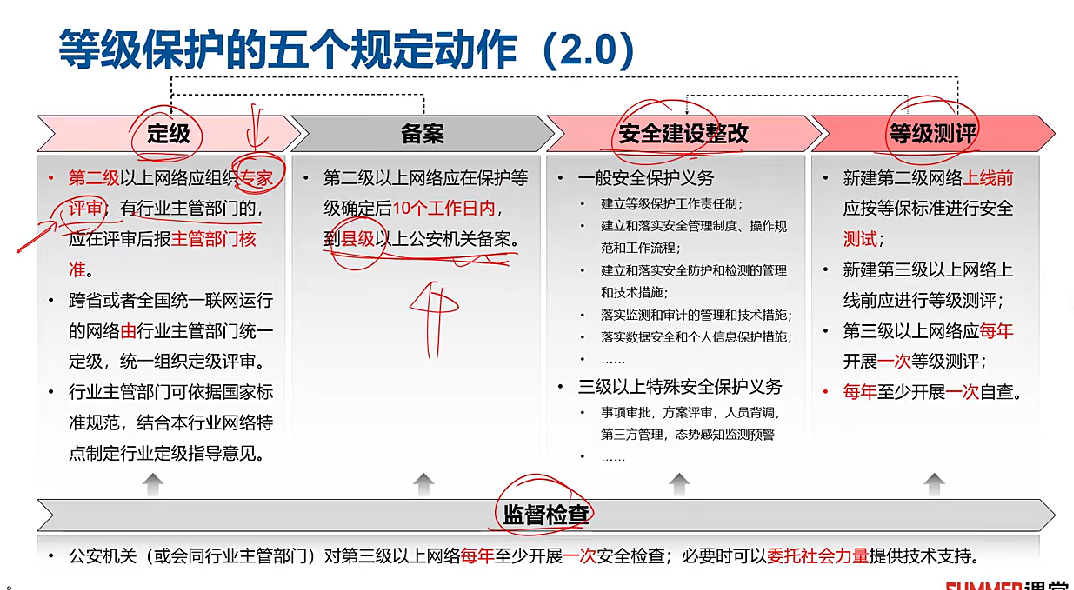 等级保护的五个规定动作（2.0）
定级
备案
安全建设整改
等级测评
• 第二级以上网络应组织专家
评审；有行业主管部门的，
应在评审后报主管部门核
准。
• 跨省或者全国统一联网运行
的网络由行业主管部门统一
定级，统一组织定级评审。
• 行业主管部门可依据国家标
准规范，结合本行业网络特
点制定行业定级指导意见。
• 第二级以上网络应在保护等
级确定后10个工作日内，
到县级以上公安机关备案。
• 一般安全保护义务
• 建立等级保护工作责任制；
• 建立和落实安全管理制度、操作规
范和工作流程；
• 建立和落实安全防护和检测的管理
和技术措施；
• 落实监测和审计的管理和技术措施；
• 落实数据安全和个人信息保护措施；
• ……
• 三级以上特殊安全保护义务
• 事项审批，方案评审，人员背调，
第三方管理，态势感知监测预警
• ……
• 新建第二级网络上线前
应按等保标准进行安全
测试；
• 新建第三级以上网络上
线前应进行等级测评；
• 第三级以上网络应每年
开展一次等级测评；
• 每年至少开展一次自查。
监督检查
• 公安机关（或会同行业主管部门）对第三级以上网络每年至少开展一次安全检查；必要时可以委托社会力量提供技术支持。
SUMMER课堂